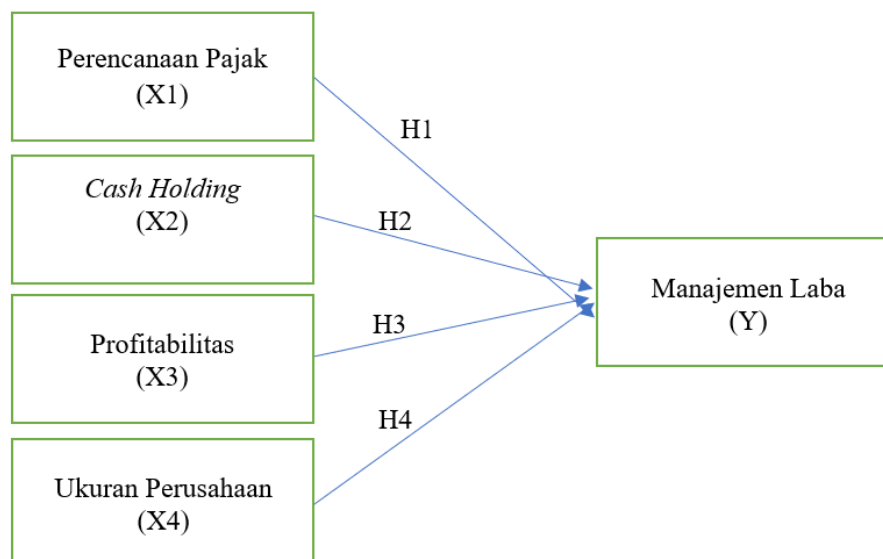 Perencanaan Pajak
(X1)
H1
Cash Holding
(X2)
H2
Manajemen Laba
(Y)
Profitabilitas
(X3)
H3
H4
Ukuran Perusahaan
(X4)